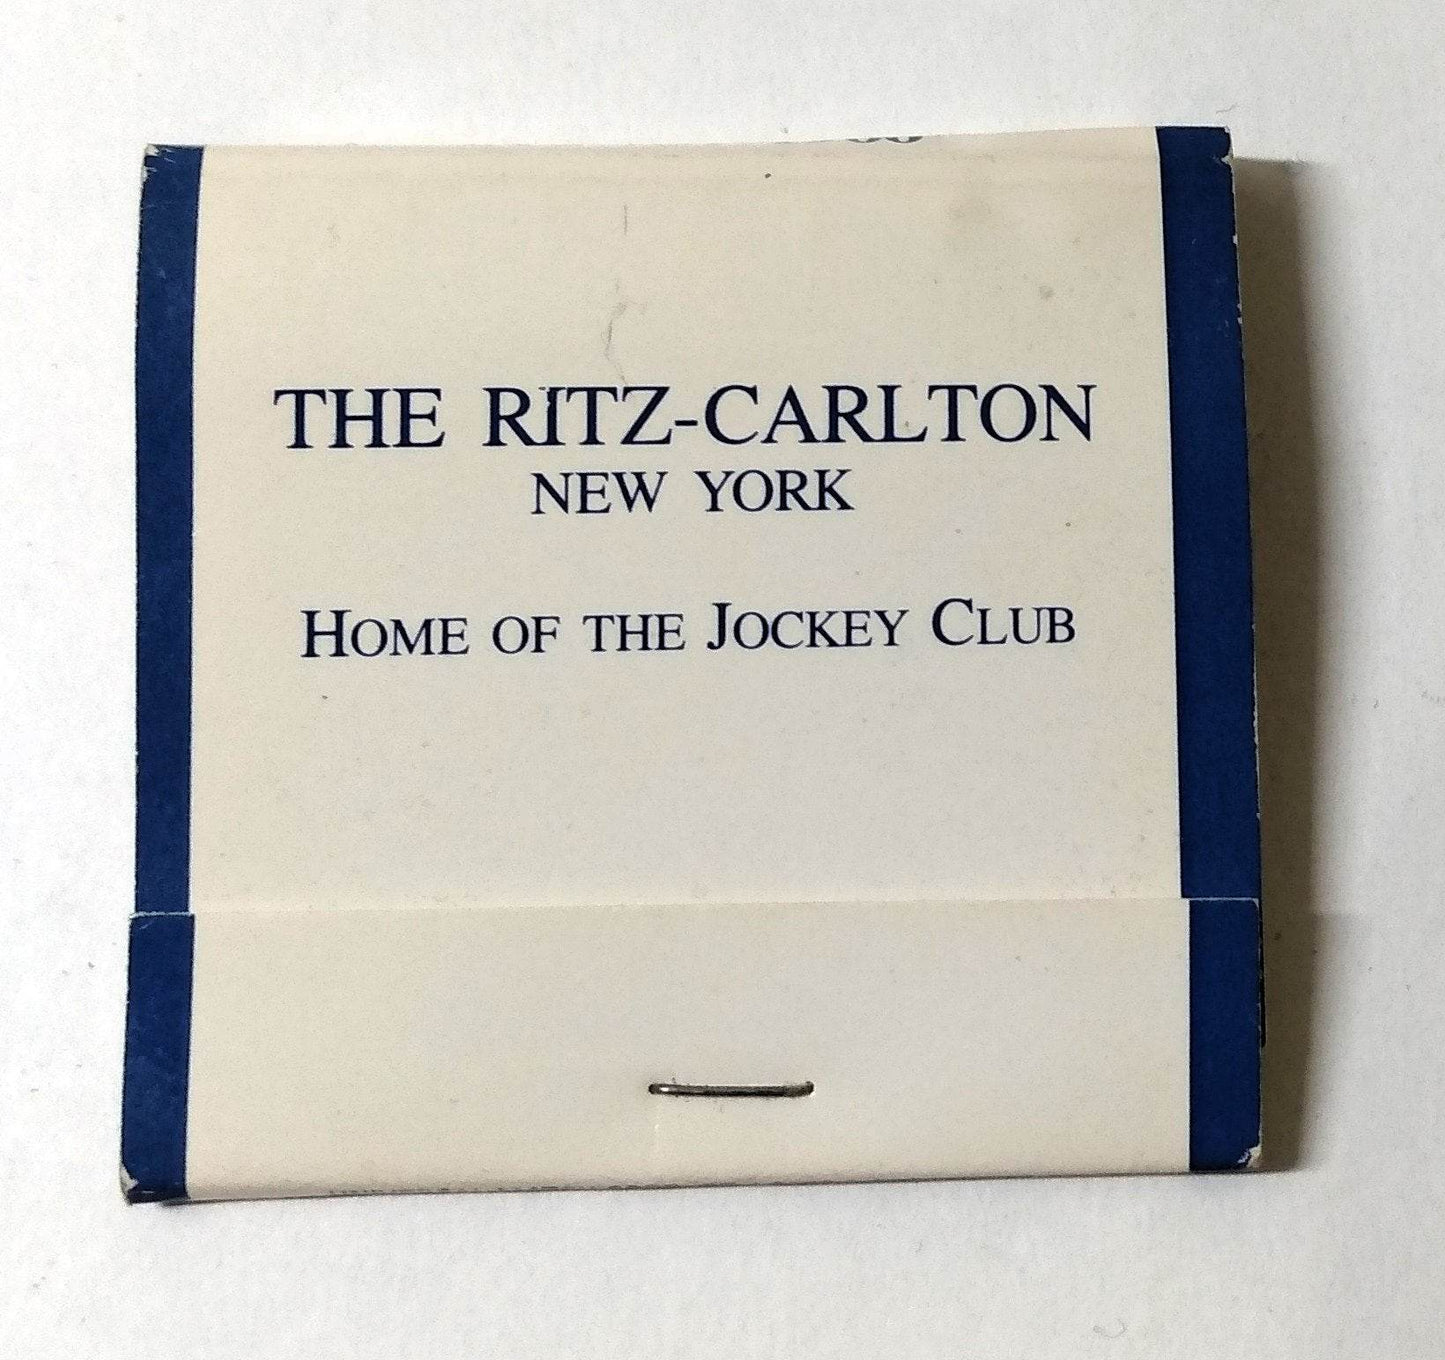 THE RITZ-CARLTON
NEW YORK
HOME OF THE JOCKEY CLUB